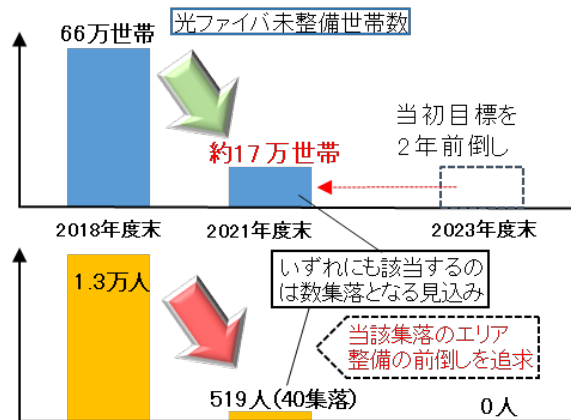 光ファイバ未整備世帯数
66万世帯
約17万世帯
当初目標を
2年前倒し
2018年度末
2021年度末
2023年度末
いずれにも該当するの
は数集落となる見込み
1.3万人
当該集落のエリア
整備の前倒しを追求
519人(40集落)
0人